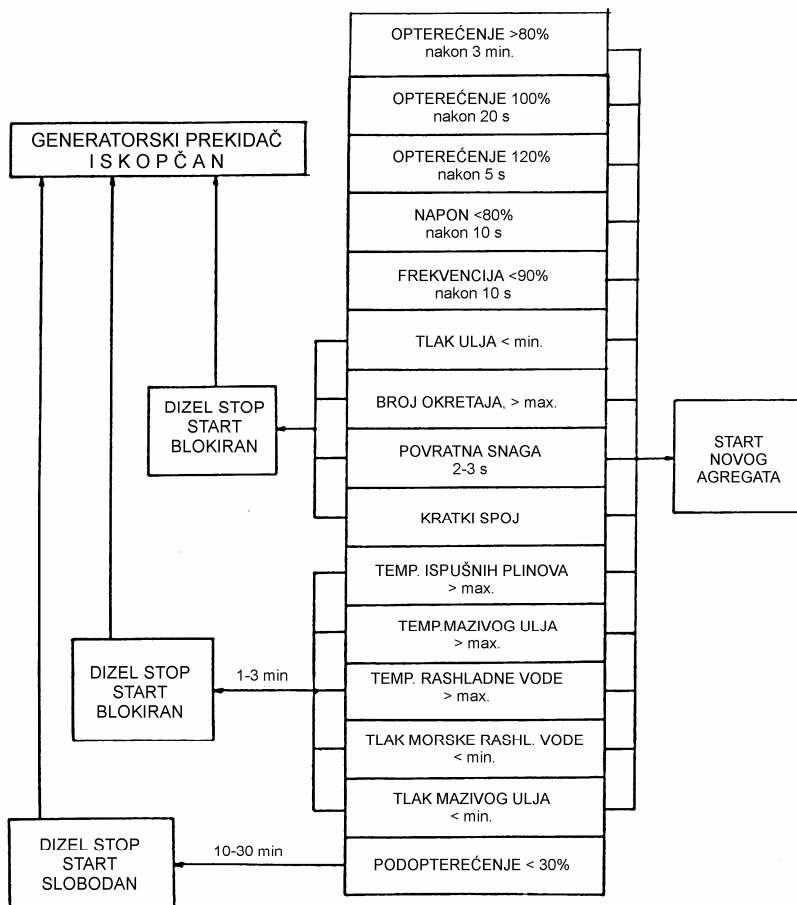 OPTEREĆENJE >80%
nakon 3 min.
OPTEREĆENJE 100%
nakon 20 s
GENERATORSKI PREKIDAČ
I S K O P Č A N
OPTEREĆENJE 120%
nakon 5 s
NAPON <80%
nakon 10 s
FREKVENCIJA <90%
nakon 10 s
TLAK ULJA < min.
DIZEL STOP
START
BLOKIRAN
BROJ OKRETAJA, > max.
POVRATNA SNAGA
2-3 s
START
NOVOG
AGREGATA
KRATKI SPOJ
TEMP. ISPUŠNIH PLINOVA
> max.
TEMP.MAZIVOG ULJA
> max.
DIZEL STOP
START
BLOKIRAN
1-3 min
TEMP. RASHLADNE VODE
> max.
TLAK MORSKE RASHL. VODE
< min.
TLAK MAZIVOG ULJA
< min.
DIZEL STOP
START
SLOBODAN
10-30 min
PODOPTEREĆENJE < 30%